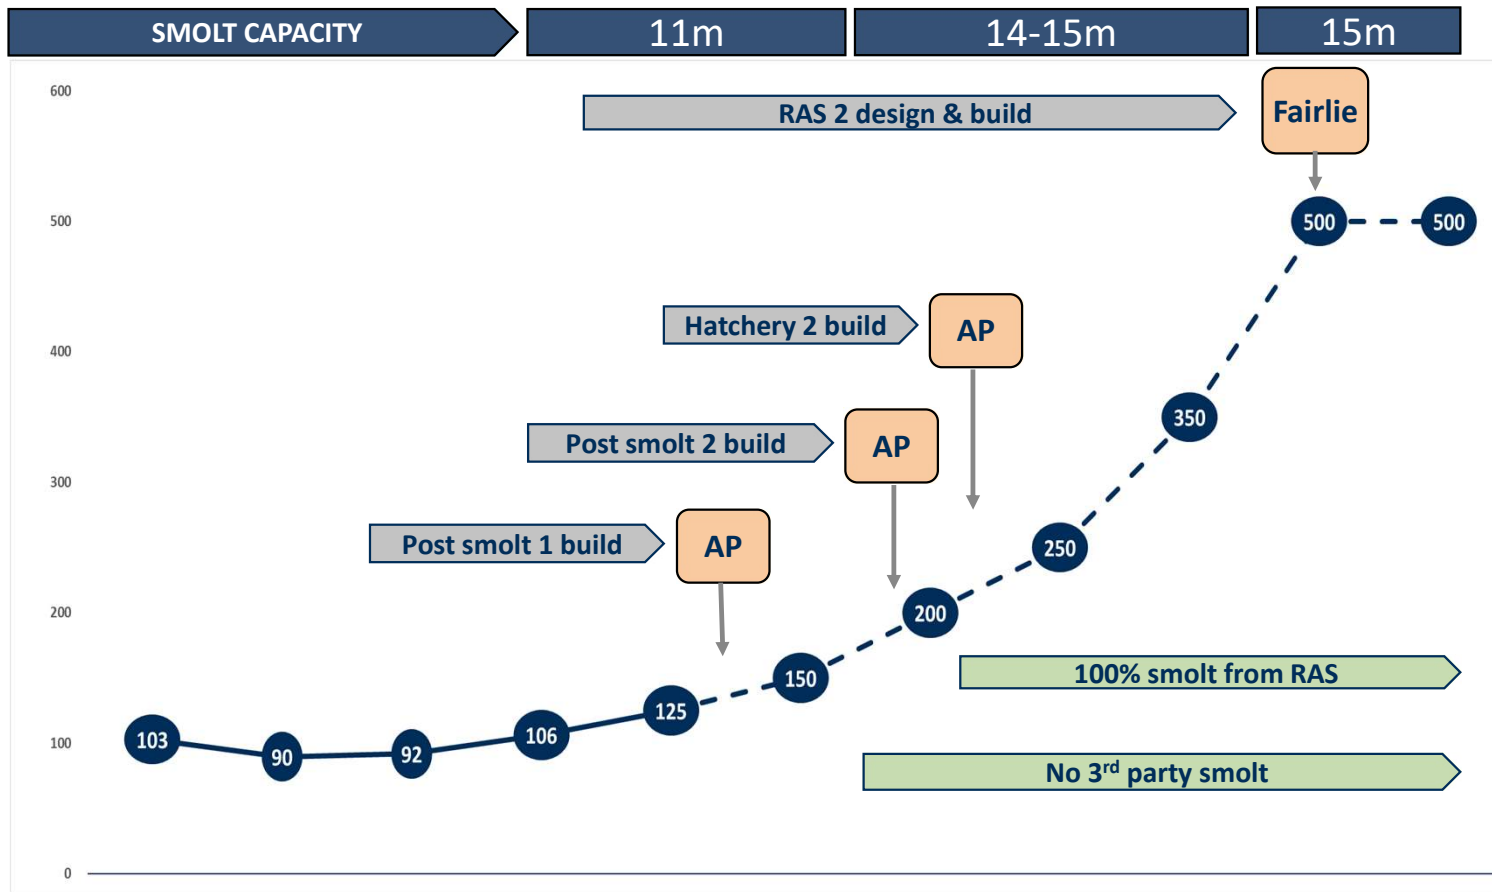 SMOLT CAPACITY
11m
14-15m
15m
600
RAS 2 design & build
Fairlie
500
500
500
Hatchery 2 build
AP
400
350
Post smolt 2 build
AP
300
Post smolt 1 build
AP
250
200
200
100% smolt from RAS
150
125
106
103
100
92
90
No 3rd party smolt
0